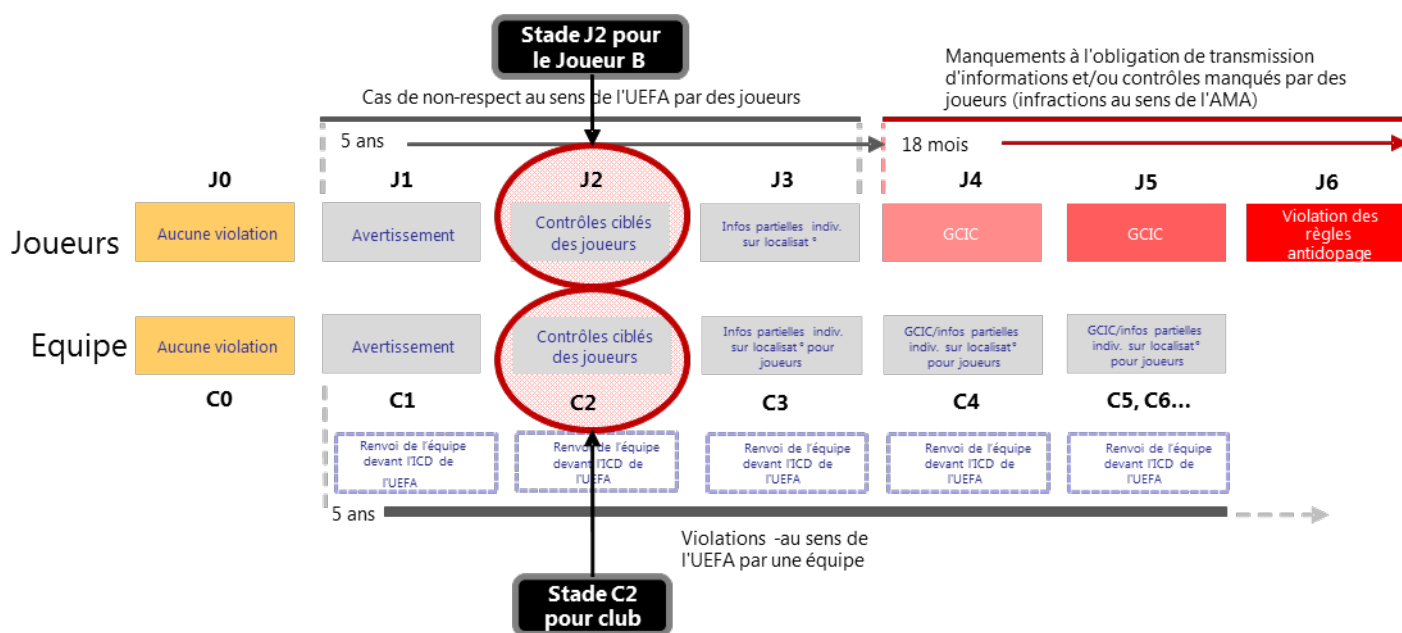 Stade J2 pour
le Joueur B
Manquements à l'obligation de transmission
d'informations et/ou contrôles manqués par des
joueurs (infractions au sens de l'AMA)
Cas de non-respect au sens de l'UEFA par des joueurs
5 ans
18 mois
J0
J1
J2
J3
J4
J5
J6
Joueurs
Aucune violation
Avertissement
Contrôles ciblés
des joueurs
Infos partielles indiv.
sur localisat°
GCIC
GCIC
Violation des
règles
antidopage
Equipe
Aucune violation
Avertissement
Contrôles ciblés
des joueurs
Infos partielles indiv.
sur localisat° pour
joueurs
GCIC/infos partielles
indiv. sur localisat°
pour joueurs
GCIC/infos partielles
indiv. sur localisat°
pour joueurs
C0
C1
C2
C3
C4
C5, C6...
Renvoi de l'équipe
devant l'ICD de
l'UEFA
Renvoi de l'équipe
devant l'ICD de
l'UEFA
Renvoi de l'équipe
devant l'ICD de
l'UEFA
Renvoi de l'équipe
devant l'ICD de
l'UEFA
Renvoi de l'équipe
devant l'ICD de
l'UEFA
5 ans
Violations -au sens de
l'UEFA par une équipe
Stade C2
pour club